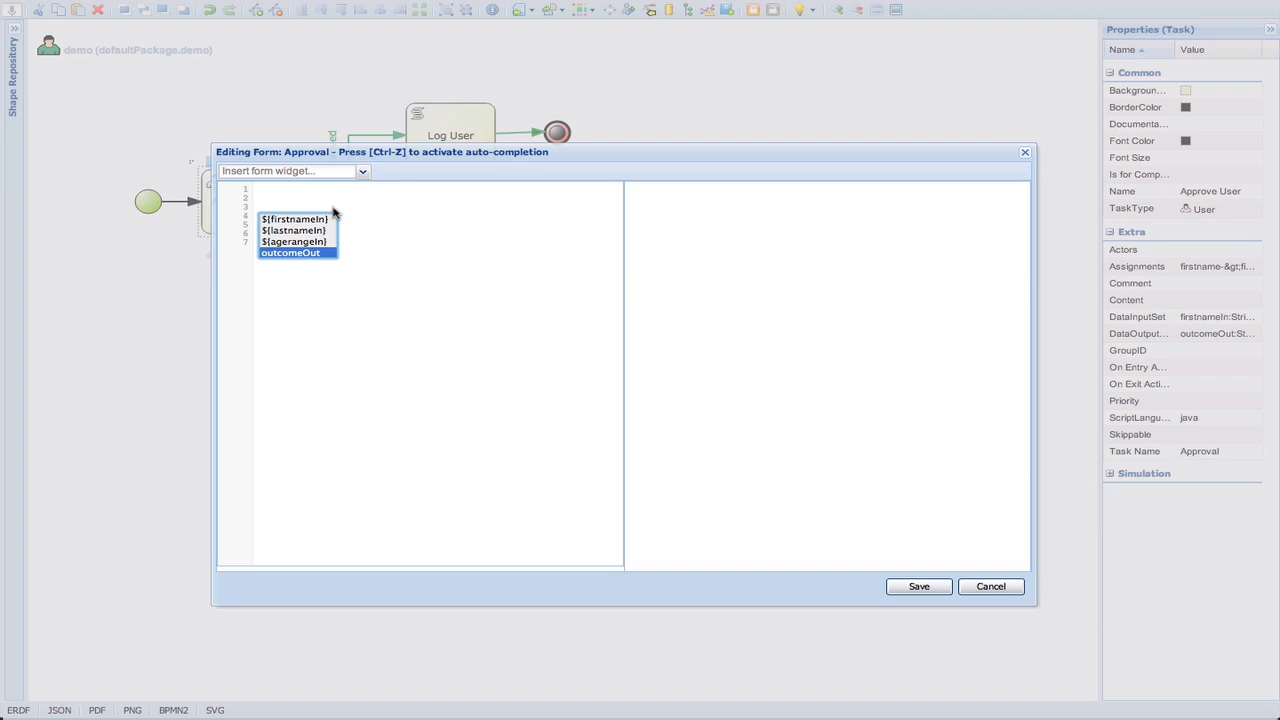 Shape Repository
demo (defaultPackage.demo)
Log User
Editing Form: Approval - Press [Ctrl-Z] to activate auto-completion
Insert form widget...
1
2
3
4
5
6
7
${firstnameIn}
${lastnameIn}
${agerangeIn}
outcomeOut
Save
Cancel
Properties (Task)
Name Value
Common
Backgroun...
BorderColor
Documenta...
Font Color
Font Size
Is for Comp...
Name Approve User
TaskType User
Extra
Actors
Assignments firstname-&gt;fi...
Comment
Content
DataInputSet firstnameIn:Stri...
DataOutput... outcomeOut:St...
GroupID
On Entry A...
On Exit Acti...
Priority
ScriptLangu... java
Skippable
Task Name Approval
Simulation
ERDF JSON PDF PNG BPMN2 SVG